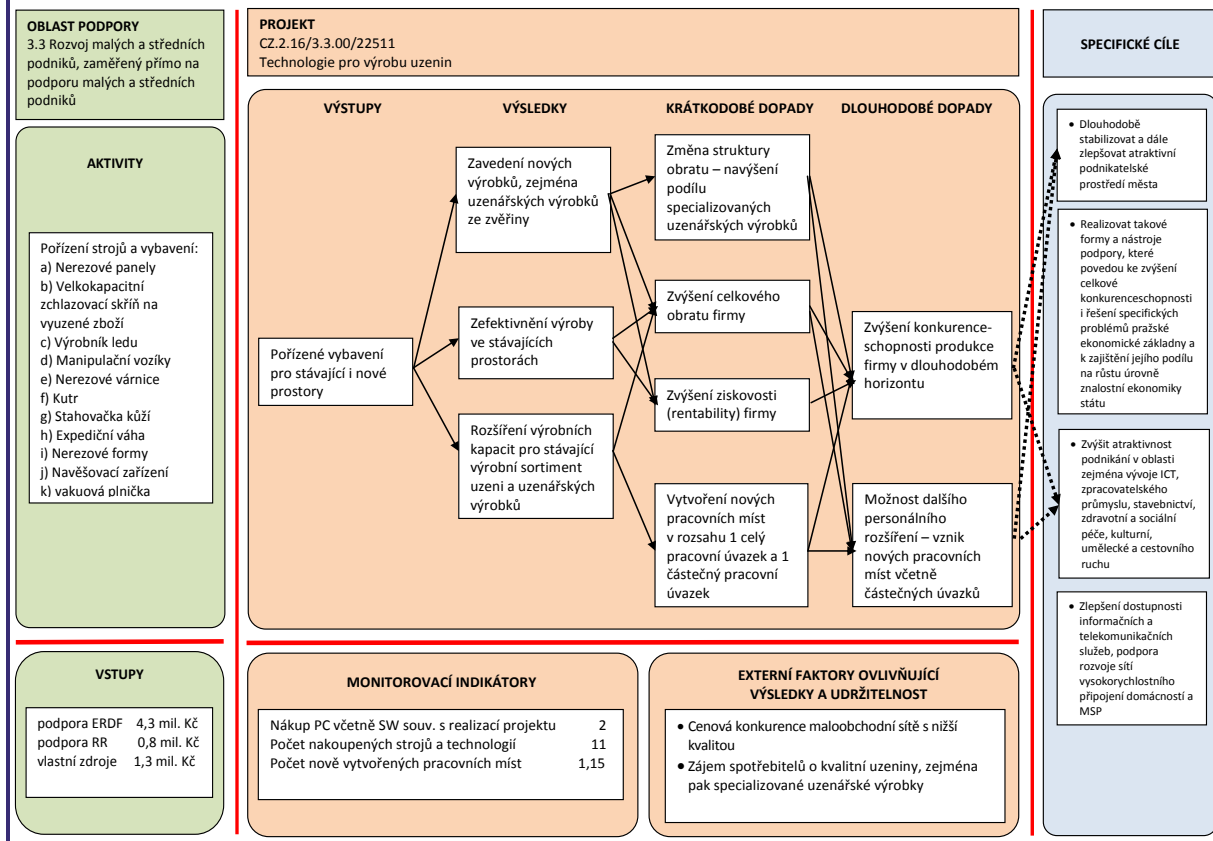 OBLAST PODPORY
3.3 Rozvoj malých a středních
podniků, zaměřený přímo na
podporu malých a středních
podniků
PROJEKT
CZ.2.16/3.3.00/22511
Technologie pro výrobu uzenin
SPECIFICKÉ CÍLE
AKTIVITY
Pořízení strojů a vybavení:
a) Nerezové panely
b) Velkokapacitní
zchlazovací skříň na
vyuzené zboží
c) Výrobník ledu
d) Manipulační vozíky
e) Nerezové várnice
f) Kutr
g) Stahovačka kůží
h) Expediční váha
i) Nerezové formy
j) Navěšovací zařízení
k) vakuová plnička
VÝSTUPY
Pořízené vybavení
pro stávající i nové
prostory
VÝSLEDKY
Zavedení nových
výrobků, zejména
uzenářských výrobků
ze zvěřiny
Zefektivnění výroby
ve stávajících
prostorách
Rozšíření výrobních
kapacit pro stávající
výrobní sortiment
uzeni a uzenářských
výrobků
KRÁTKODOBÉ DOPADY
Změna struktury
obratu – navýšení
podílu
specializovaných
uzenářských výrobků
Zvýšení celkového
obratu firmy
Zvýšení ziskovosti
(rentability) firmy
Vytvoření nových
pracovních míst
v rozsahu 1 celý
pracovní úvazek a 1
částečný pracovní
úvazek
DLOUHODOBÉ DOPADY
Zvýšení konkurence-
schopnosti produkce
firmy v dlouhodobém
horizontu
Možnost dalšího
personálního
rozšíření – vznik
nových pracovních
míst včetně
částečných úvazků
• Dlouhodobě
stabilizovat a dále
zlepšovat atraktivní
podnikatelské
prostředí města
• Realizovat takové
formy a nástroje
podpory, které
povedou ke zvýšení
celkové
konkurenceschopnosti
i řešení specifických
problémů pražské
ekonomické základny a
k zajištění jejího podílu
na růstu úrovně
znalostní ekonomiky
státu
• Zvýšit atraktivnost
podnikání v oblasti
zejména vývoje ICT,
zpracovatelského
průmyslu, stavebnictví,
zdravotní a sociální
péče, kulturní,
umělecké a cestovního
ruchu
• Zlepšení dostupnosti
informačních a
telekomunikačních
služeb, podpora
rozvoje sítí
vysokorychlostního
připojení domácností a
MSP
VSTUPY
podpora ERDF 4,3 mil. Kč
podpora RR 0,8 mil. Kč
vlastní zdroje 1,3 mil. Kč
MONITOROVACÍ INDIKÁTORY
Nákup PC včetně SW souv. s realizací projektu 2
Počet nakoupených strojů a technologií 11
Počet nově vytvořených pracovních míst 1,15
EXTERNÍ FAKTORY OVLIVŇUJÍCÍ
VÝSLEDKY A UDRŽITELNOST
• Cenová konkurence maloobchodní sítě s nižší
kvalitou
• Zájem spotřebitelů o kvalitní uzeniny, zejména
pak specializované uzenářské výrobky